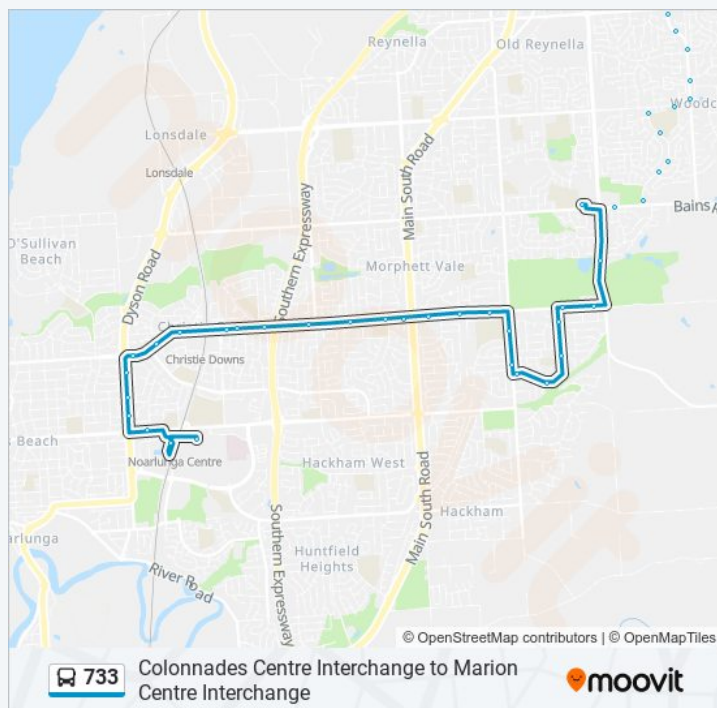 Reynella
Old Reynella
Woodc
Lonsdale
Lonsdale
Main South Road
Bains A
O'Sullivan
Beach
Dyson Road
Southern Expressway
Morphett Vale
Christie Downs
s Beach
Noarlunga Centre
Hackham West
Main South Road
Hackham
arlunga
Southern Expressway
Huntfield
Heights
River Road
© OpenStreetMap contributors | © OpenMapTiles
733
Colonnades Centre Interchange to Marion
Centre Interchange
moovit